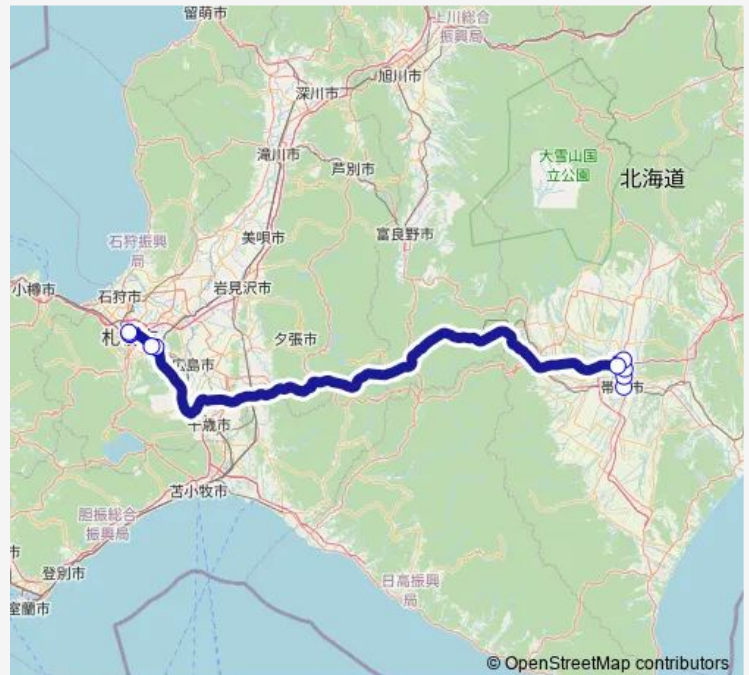 上川総合
振興局
留萌市
旭川市
深川市
滝川市
芦別市
大雪山国
立公園
北海道
石狩振興
局
美唄市
富良野市
小樽市
石狩市
岩見沢市
札
夕張市
広島市
帯
市
千歳市
苫小牧市
胆振総合
振興局
市
登別市
日高振興
局
室蘭市
© OpenStreetMap contributors